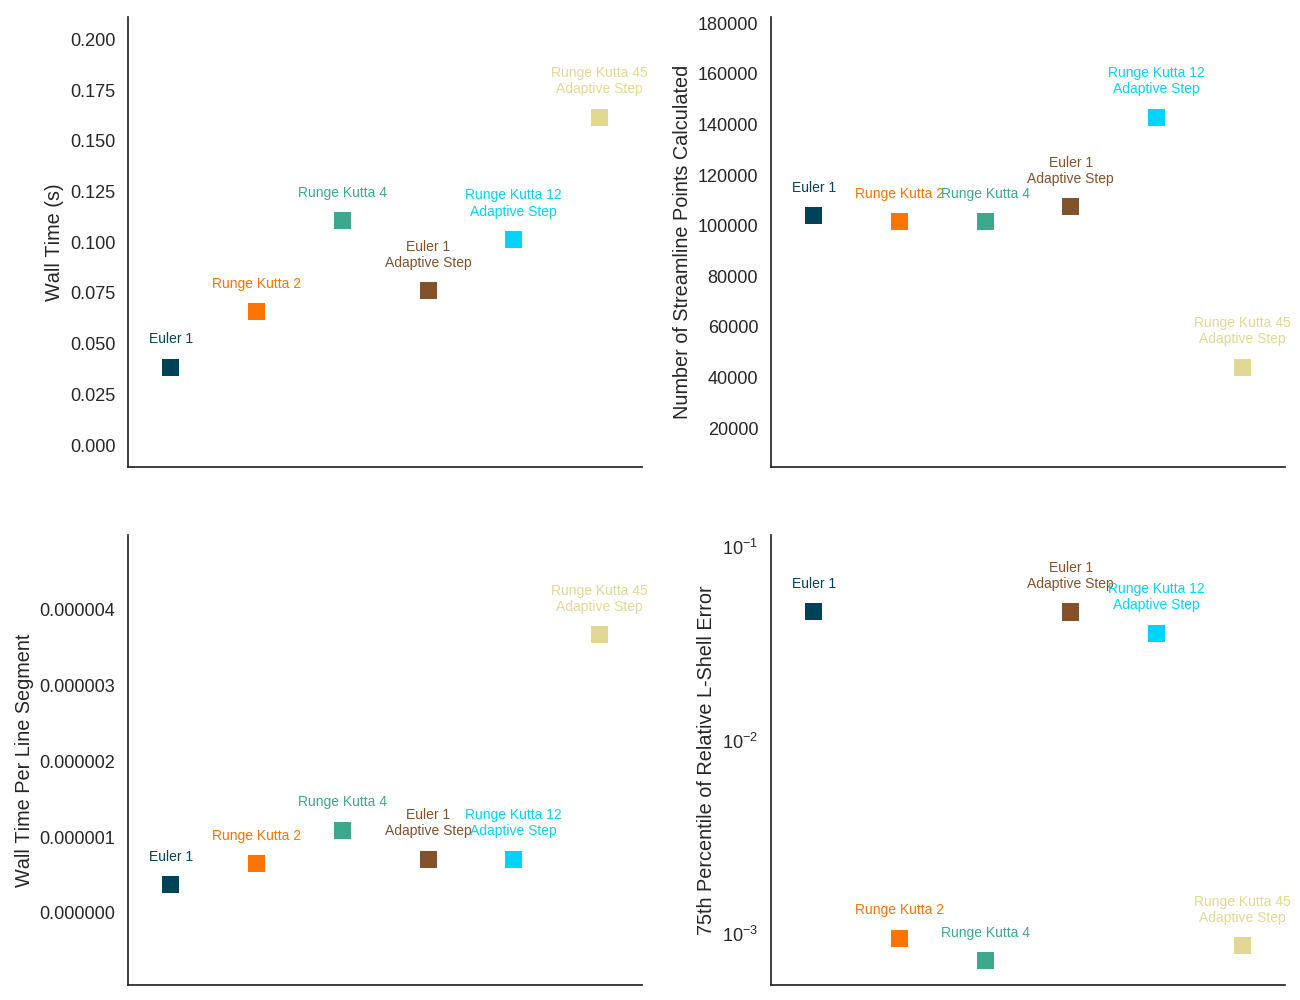 0.200
0.175
0.150
0.125
0.100
0.075
0.050
0.025
0.000
Wall Time (s)
Euler 1
Runge Kutta 2
Runge Kutta 4
Euler 1
Adaptive Step
Runge Kutta 12
Adaptive Step
Runge Kutta 45
Adaptive Step
180000
160000
140000
120000
100000
80000
60000
40000
20000
Number of Streamline Points Calculated
Euler 1
Runge Kutta 2
Runge Kutta 4
Euler 1
Adaptive Step
Runge Kutta 12
Adaptive Step
Runge Kutta 45
Adaptive Step
0.000004
0.000003
0.000002
0.000001
0.000000
Wall Time Per Line Segment
Euler 1
Runge Kutta 2
Runge Kutta 4
Euler 1
Adaptive Step
Runge Kutta 12
Adaptive Step
Runge Kutta 45
Adaptive Step
10⁻¹
10⁻²
10⁻³
75th Percentile of Relative L-Shell Error
Euler 1
Runge Kutta 2
Runge Kutta 4
Euler 1
Adaptive Step
Runge Kutta 12
Adaptive Step
Runge Kutta 45
Adaptive Step